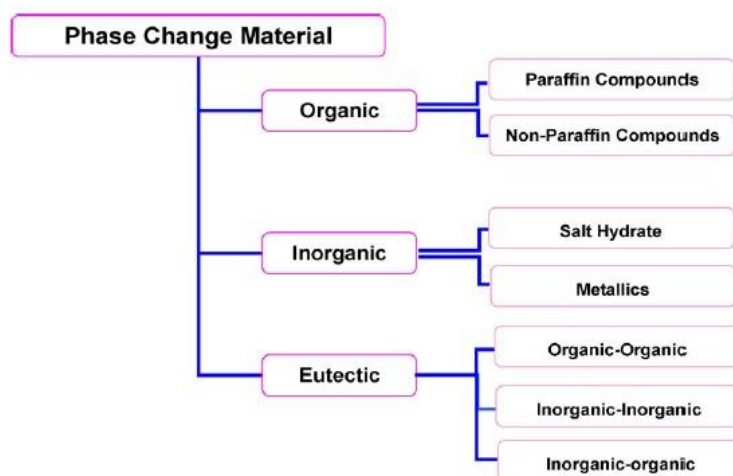 Phase Change Material
Organic
Paraffin Compounds
Non-Paraffin Compounds
Inorganic
Salt Hydrate
Metallics
Eutectic
Organic-Organic
Inorganic-Inorganic
Inorganic-organic